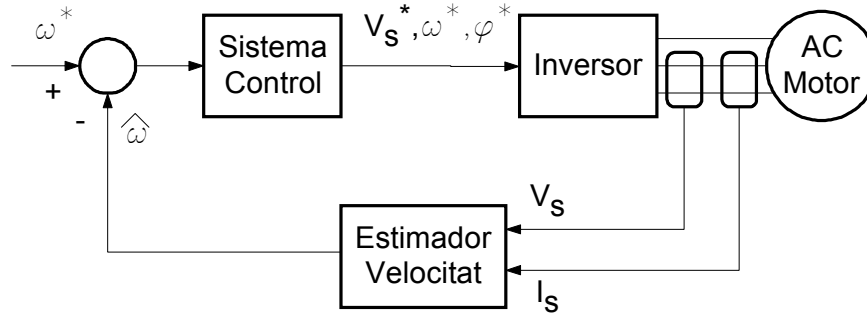 ω*
+
-
ω̂
Sistema
Control
Vs*, ω*, φ*
Inversor
AC
Motor
Vs
Is
Estimador
Velocitat